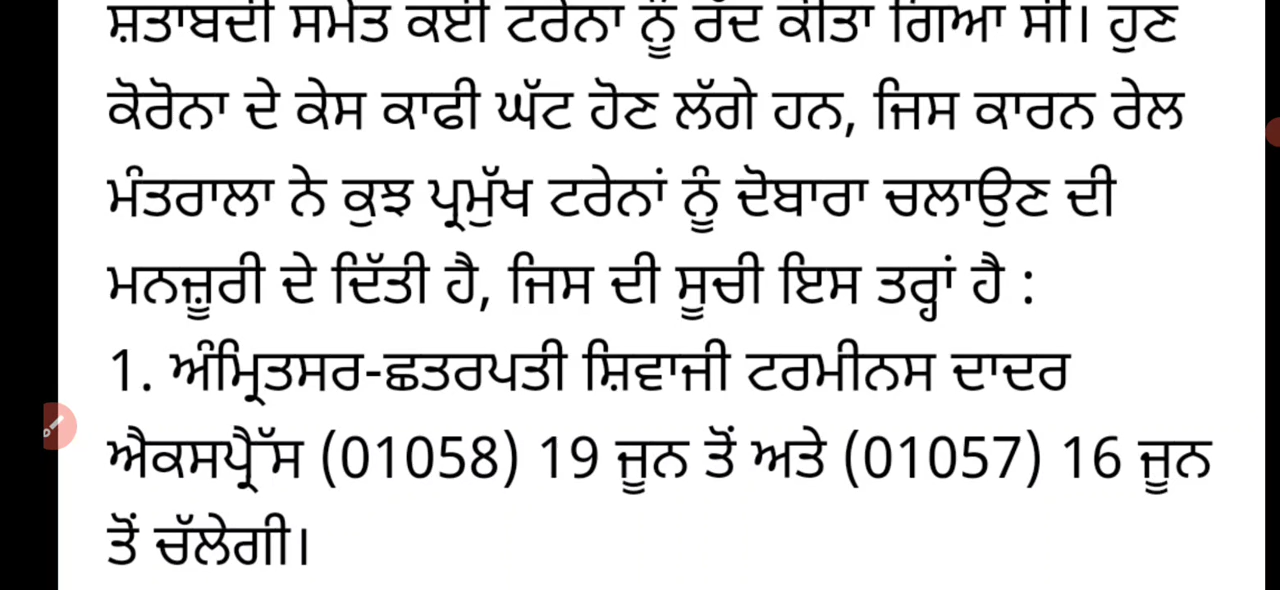 ਸ਼ਤਾਬਦੀ ਸਮੇਤ ਕਈ ਟਰੇਨਾਂ ਨੂੰ ਰੱਦ ਕੀਤਾ ਗਿਆ ਸੀ। ਹੁਣ
ਕੋਰੋਨਾ ਦੇ ਕੇਸ ਕਾਫੀ ਘੱਟ ਹੋਣ ਲੱਗੇ ਹਨ, ਜਿਸ ਕਾਰਨ ਰੇਲ
ਮੰਤਰਾਲਾ ਨੇ ਕੁਝ ਪ੍ਰਮੁੱਖ ਟਰੇਨਾਂ ਨੂੰ ਦੋਬਾਰਾ ਚਲਾਉਣ ਦੀ
ਮਨਜ਼ੂਰੀ ਦੇ ਦਿੱਤੀ ਹੈ, ਜਿਸ ਦੀ ਸੂਚੀ ਇਸ ਤਰ੍ਹਾਂ ਹੈ :
1. ਅੰਮ੍ਰਿਤਸਰ-ਛਤਰਪਤੀ ਸ਼ਿਵਾਜੀ ਟਰਮੀਨਸ ਦਾਦਰ
ਐਕਸਪ੍ਰੈੱਸ (01058) 19 ਜੂਨ ਤੋਂ ਅਤੇ (01057) 16 ਜੂਨ
ਤੋਂ ਚੱਲੇਗੀ।